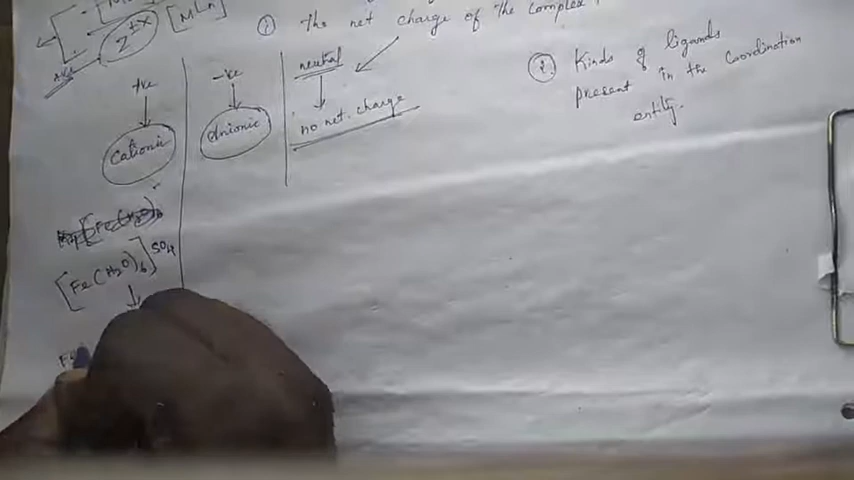 [MLn]
① The net charge of the complex
Z±X
+ve
Cationic
-ve
Anionic
neutral
no net charge
② Kinds of ligands
present in the coordination
entity.
[Fe(H2O)6]SO4
Fe